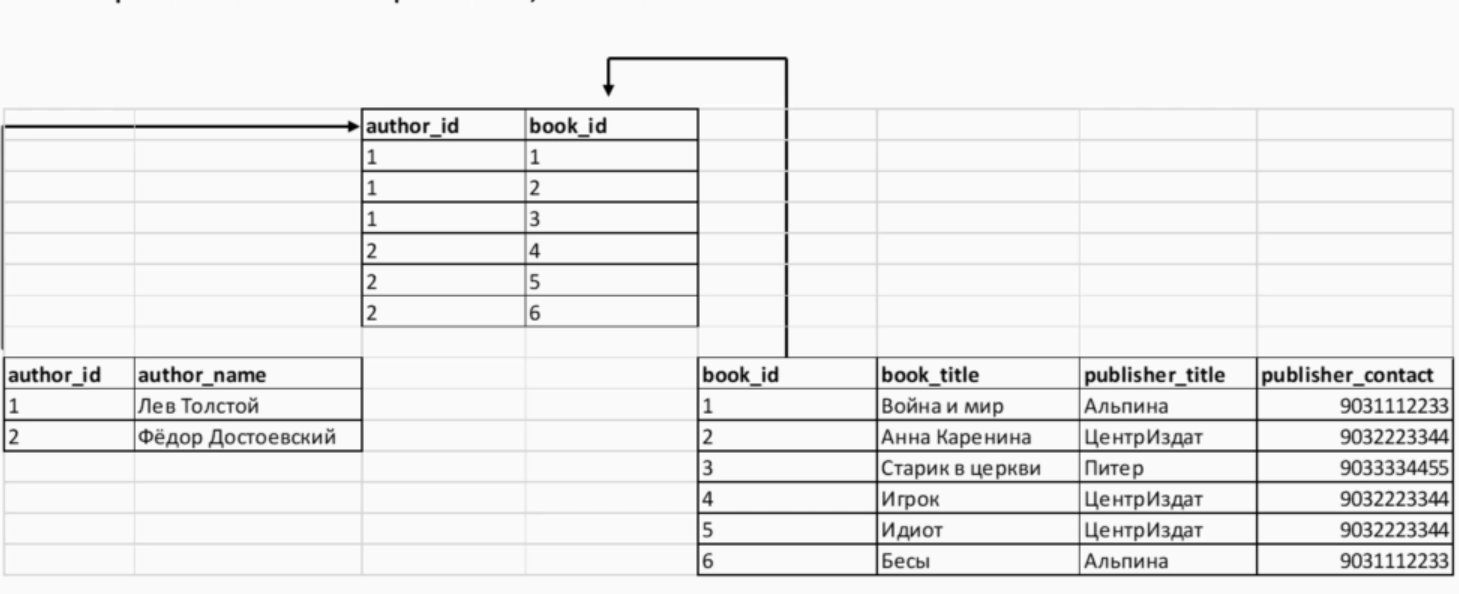 author_id book_id
1 1
1 2
1 3
2 4
2 5
2 6
author_id author_name book_id book_title publisher_title publisher_contact
1 Лев Толстой 1 Война и мир Альпина 9031112233
2 Фёдор Достоевский 2 Анна Каренина ЦентрИздат 9032223344
3 Старик в церкви Питер 9033334455
4 Игрок ЦентрИздат 9032223344
5 Идиот ЦентрИздат 9032223344
6 Бесы Альпина 9031112233